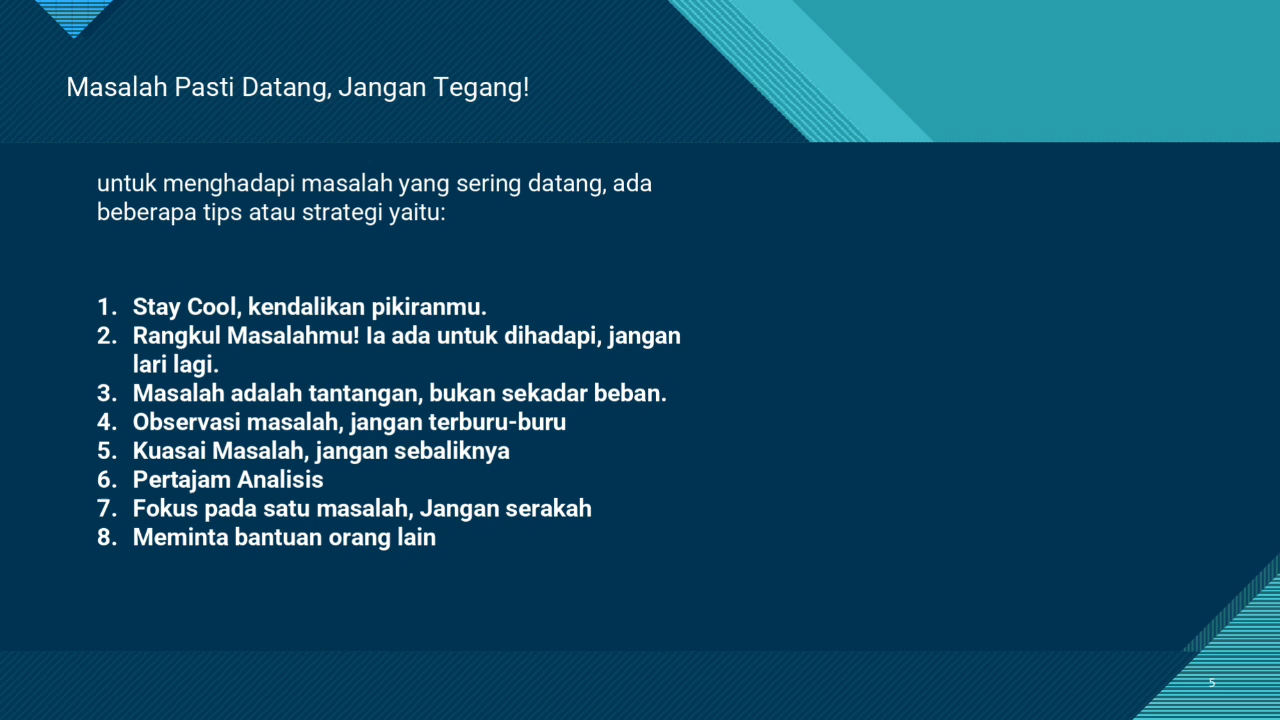 Masalah Pasti Datang, Jangan Tegang!
untuk menghadapi masalah yang sering datang, ada
beberapa tips atau strategi yaitu:
1. Stay Cool, kendalikan pikiranmu.
2. Rangkul Masalahmu! Ia ada untuk dihadapi, jangan
lari lagi.
3. Masalah adalah tantangan, bukan sekadar beban.
4. Observasi masalah, jangan terburu-buru
5. Kuasai Masalah, jangan sebaliknya
6. Pertajam Analisis
7. Fokus pada satu masalah, Jangan serakah
8. Meminta bantuan orang lain
5